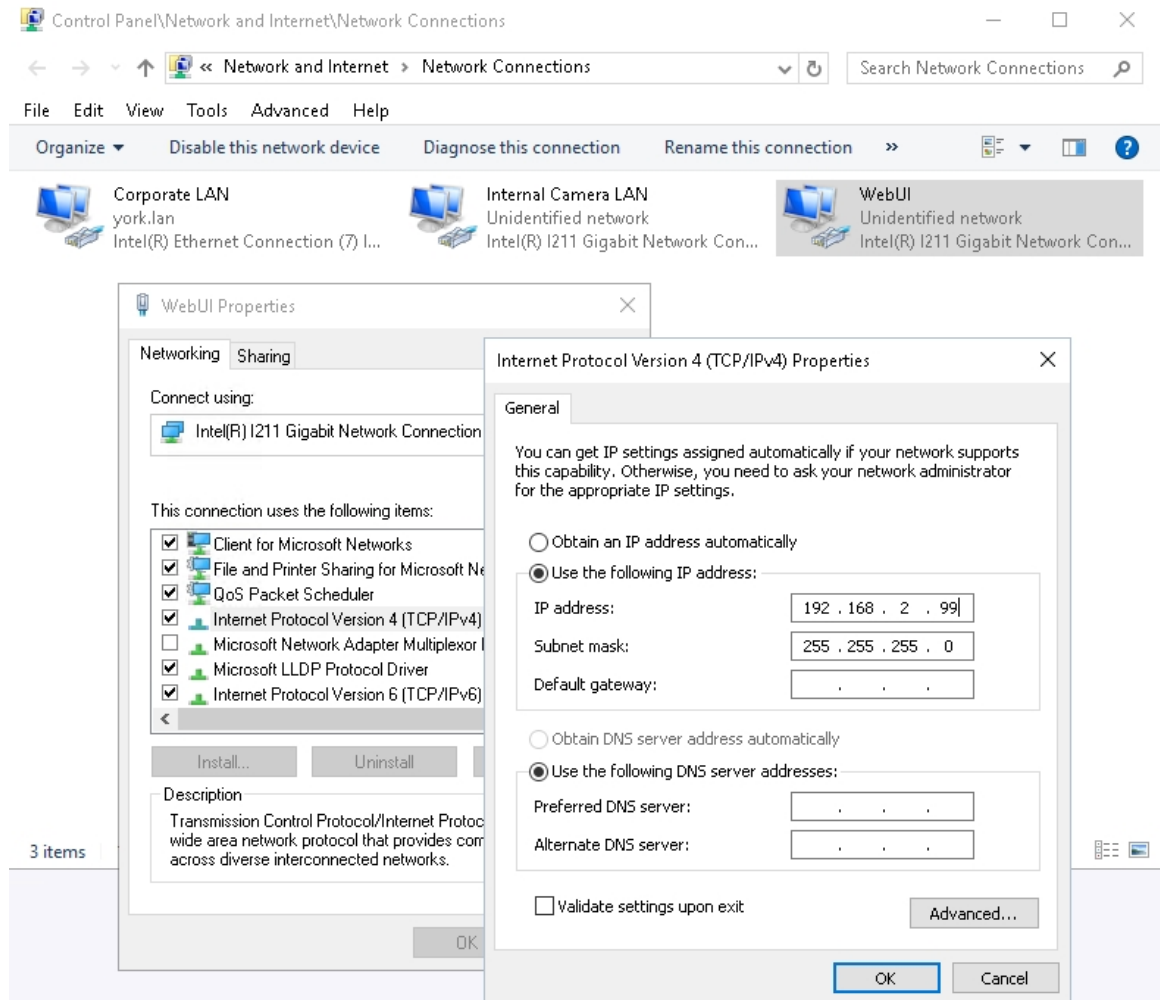 Control Panel\Network and Internet\Network Connections
« Network and Internet › Network Connections
Search Network Connections
File Edit View Tools Advanced Help
Organize Disable this network device Diagnose this connection Rename this connection »
Corporate LAN
york.lan
Intel(R) Ethernet Connection (7) I...
Internal Camera LAN
Unidentified network
Intel(R) I211 Gigabit Network Con...
WebUI
Unidentified network
Intel(R) I211 Gigabit Network Con...
WebUI Properties
Networking Sharing
Connect using:
Intel(R) I211 Gigabit Network Connection
This connection uses the following items:
Client for Microsoft Networks
File and Printer Sharing for Microsoft Ne
QoS Packet Scheduler
Internet Protocol Version 4 (TCP/IPv4)
Microsoft Network Adapter Multiplexor
Microsoft LLDP Protocol Driver
Internet Protocol Version 6 (TCP/IPv6)
Install... Uninstall
Description
Transmission Control Protocol/Internet Protoc
wide area network protocol that provides com
across diverse interconnected networks.
OK
3 items
Internet Protocol Version 4 (TCP/IPv4) Properties
General
You can get IP settings assigned automatically if your network supports
this capability. Otherwise, you need to ask your network administrator
for the appropriate IP settings.
Obtain an IP address automatically
Use the following IP address:
IP address: 192 . 168 . 2 . 99
Subnet mask: 255 . 255 . 255 . 0
Default gateway: . . .
Obtain DNS server address automatically
Use the following DNS server addresses:
Preferred DNS server: . . .
Alternate DNS server: . . .
Validate settings upon exit
Advanced...
OK Cancel